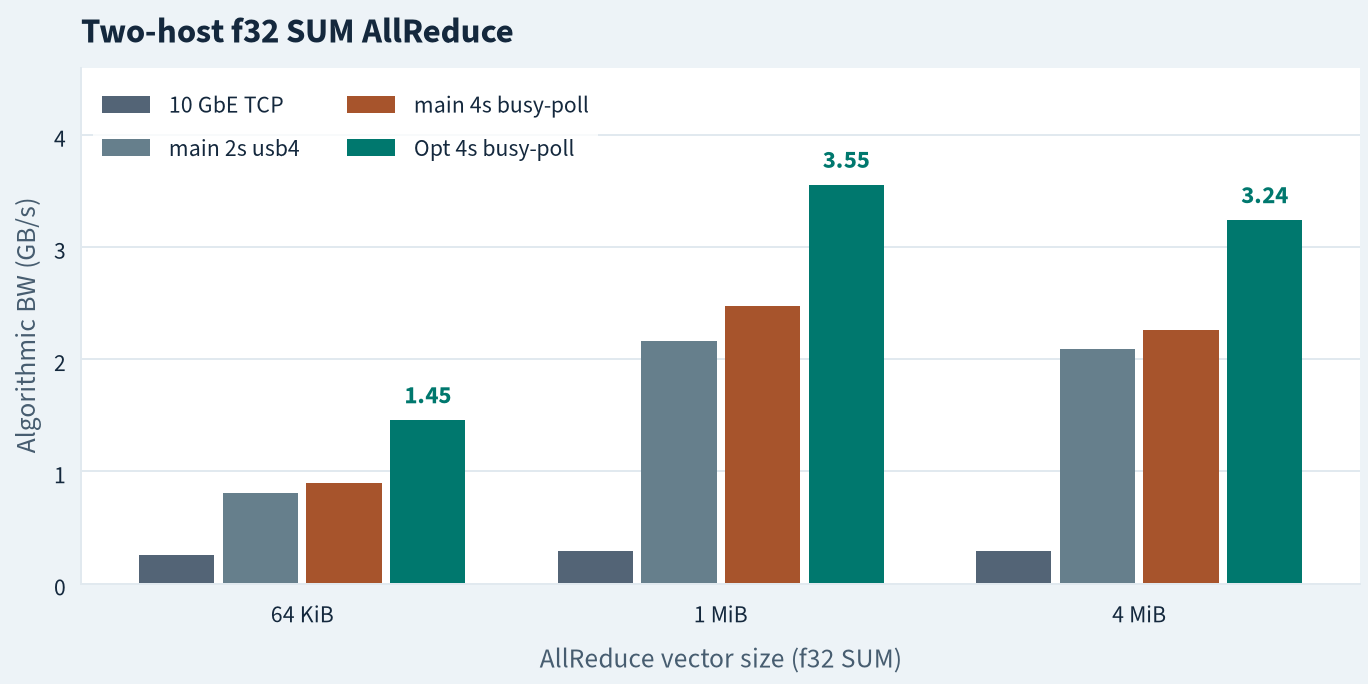 Two-host f32 SUM AllReduce
10 GbE TCP
main 4s busy-poll
main 2s usb4
Opt 4s busy-poll
Algorithmic BW (GB/s)
4
3
2
1
0
1.45
3.55
3.24
64 KiB
1 MiB
4 MiB
AllReduce vector size (f32 SUM)